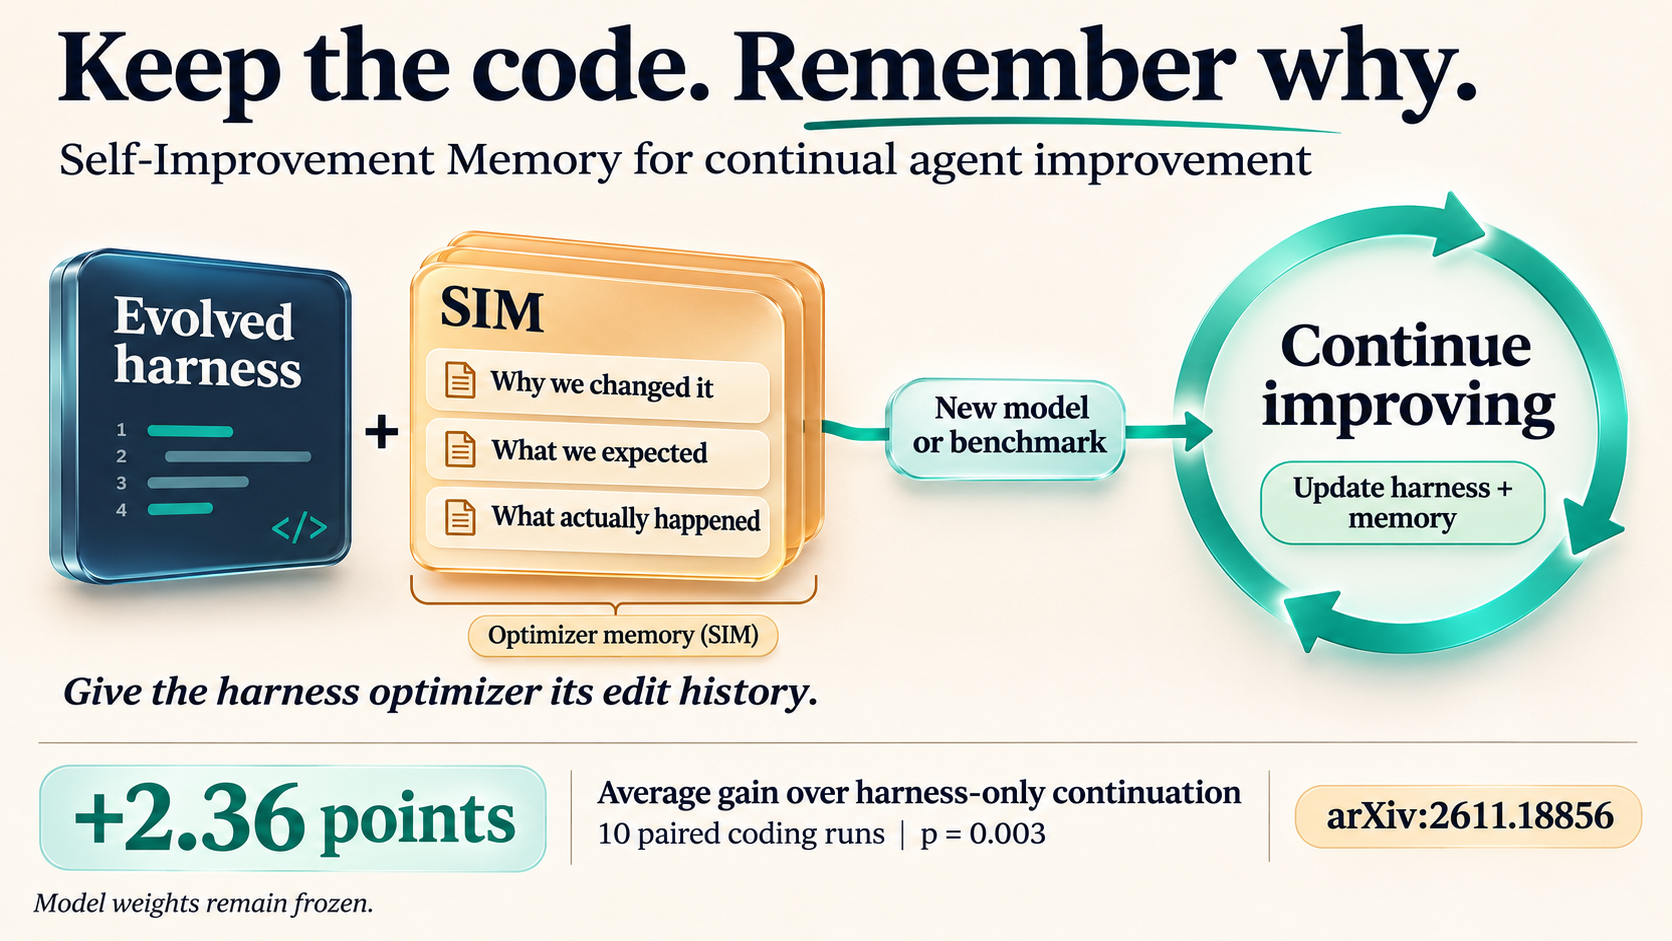 Keep the code. Remember why.
Self-Improvement Memory for continual agent improvement
Evolved
harness
1
2
3
4
</>
+
SIM
Why we changed it
What we expected
What actually happened
Optimizer memory (SIM)
New model
or benchmark
Continue
improving
Update harness +
memory
Give the harness optimizer its edit history.
+2.36 points
Average gain over harness-only continuation
10 paired coding runs | p = 0.003
arXiv:2611.18856
Model weights remain frozen.